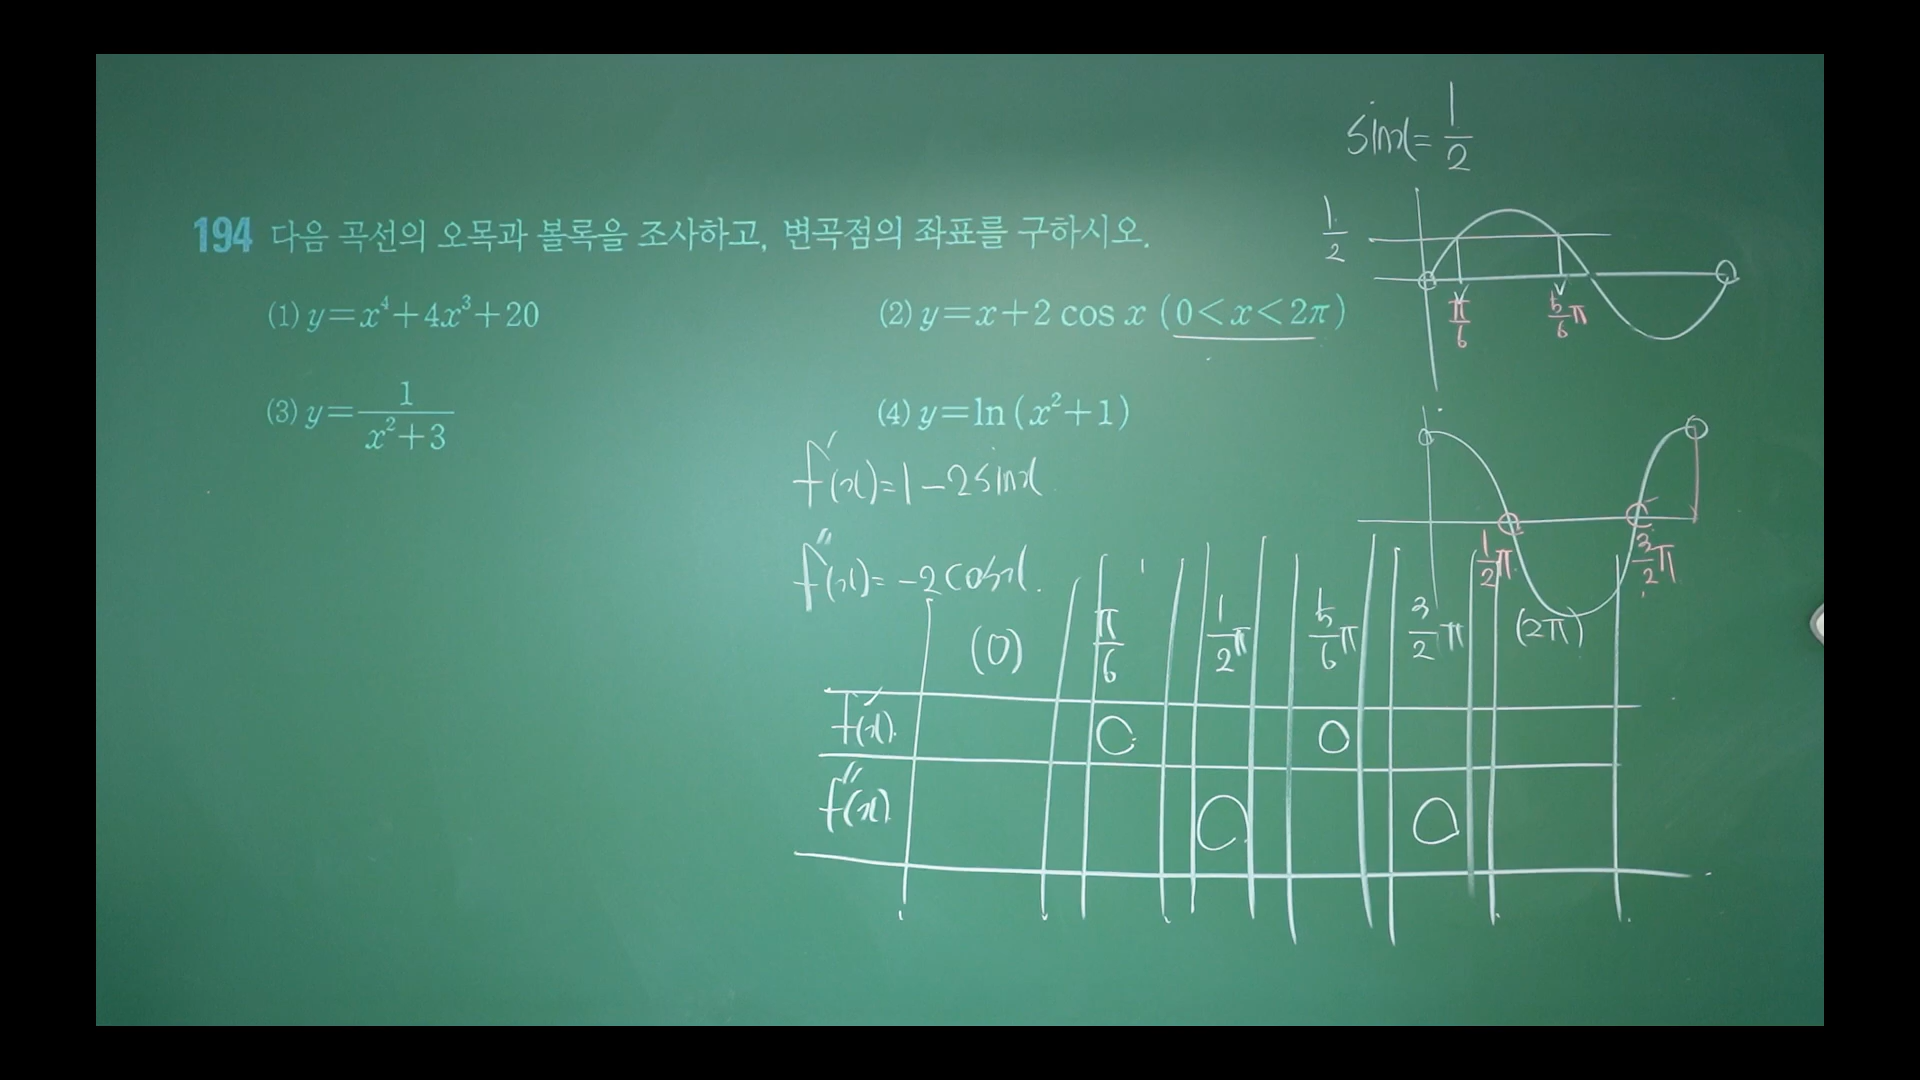 194 다음 곡선의 오목과 볼록을 조사하고, 변곡점의 좌표를 구하시오.
(1) y=x⁴+4x³+20
(2) y=x+2 cos x (0<x<2π)
(3) y=1/(x²+3)
(4) y=ln(x²+1)
sinx=1/2
1/2
π/6 5/6π
1/2π 3/2π
f'(x)=1-2sinx
f''(x)=-2cosx.
(0) π/6 1/2π 5/6π 3/2π (2π)
f'(x). 0 0
f''(x) 0 0